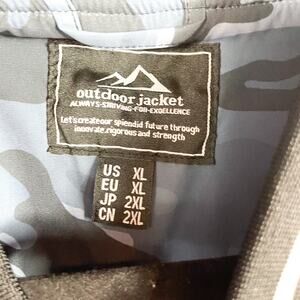 outdoor jacket
ALWAYS-SHIVING-FOR-EXCELLENCE
Let's create our splendid future through
innovate,rigorous and strength
US XL
EU XL
JP 2XL
CN 2XL